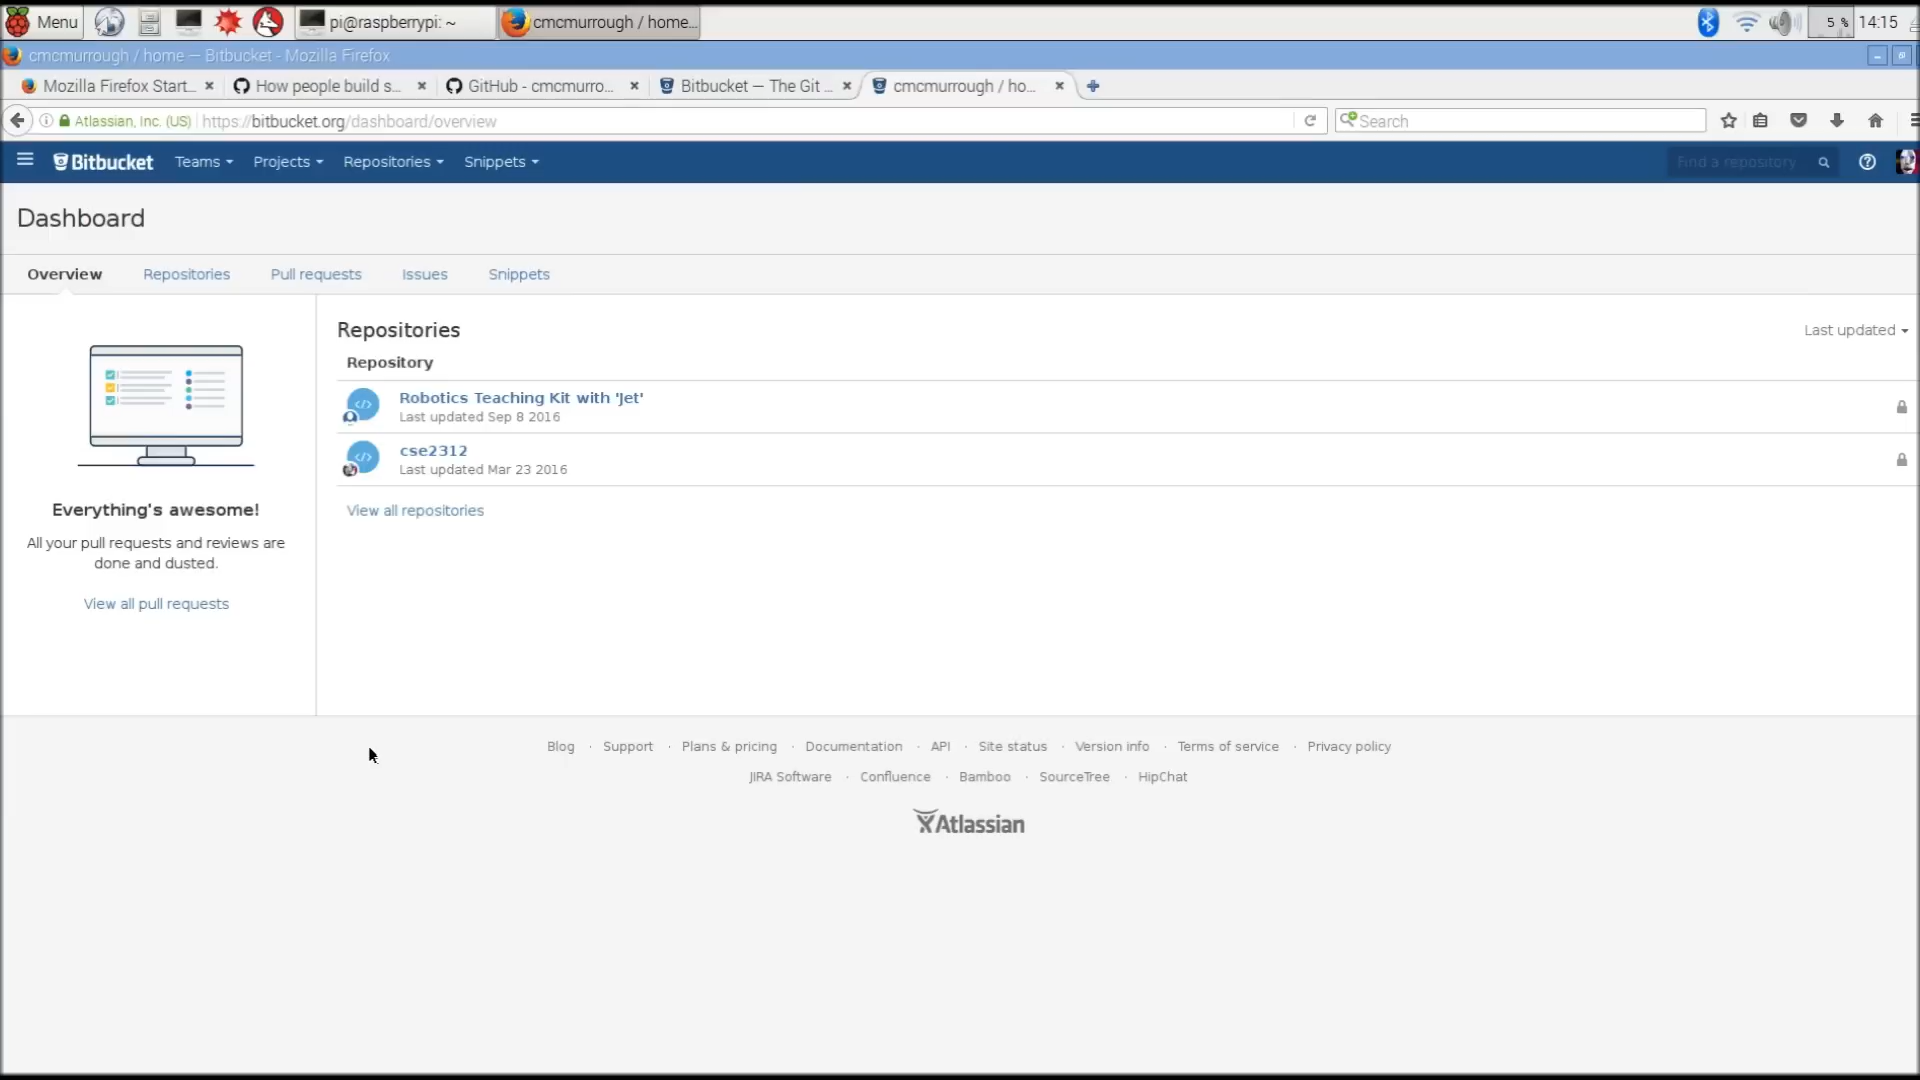 Menu pi@raspberrypi: ~ cmcmurrough / home... 5 % 14:15
cmcmurrough / home — Bitbucket - Mozilla Firefox
Mozilla Firefox Start... How people build s... GitHub - cmcmurro... Bitbucket — The Git ... cmcmurrough / ho...
Atlassian, Inc. (US) https://bitbucket.org/dashboard/overview Search
Bitbucket Teams Projects Repositories Snippets Find a repository
Dashboard
Overview Repositories Pull requests Issues Snippets
Repositories Last updated
Repository
Robotics Teaching Kit with 'Jet'
Last updated Sep 8 2016
cse2312
Last updated Mar 23 2016
View all repositories
Everything's awesome!
All your pull requests and reviews are
done and dusted.
View all pull requests
Blog · Support · Plans & pricing · Documentation · API · Site status · Version info · Terms of service · Privacy policy
JIRA Software · Confluence · Bamboo · SourceTree · HipChat
Atlassian